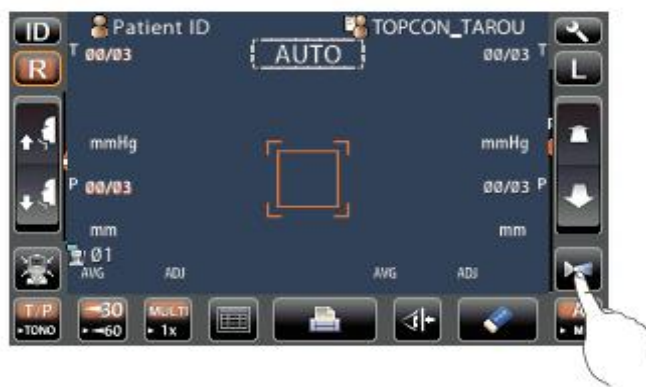 ID Patient ID TOPCON_TAROU
R T 00/03 AUTO 00/03 T L
mmHg mmHg
P 00/03 00/03 P
mm mm
01
AVG ADJ AVG ADJ
T/P 30 MULTI A
▸TONO ▸ 60 ▸ 1x ▸ M